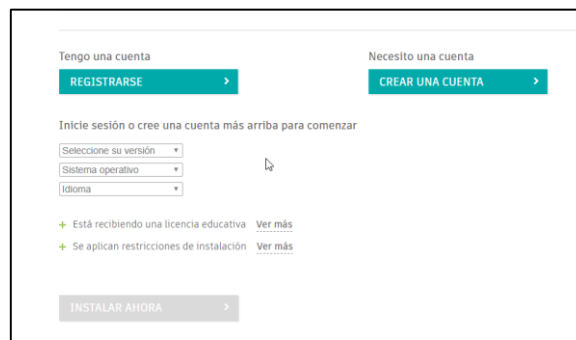 Tengo una cuenta
Necesito una cuenta
REGISTRARSE
CREAR UNA CUENTA
Inicie sesión o cree una cuenta más arriba para comenzar
Seleccione su versión
Sistema operativo
Idioma
+ Está recibiendo una licencia educativa Ver más
+ Se aplican restricciones de instalación Ver más
INSTALAR AHORA